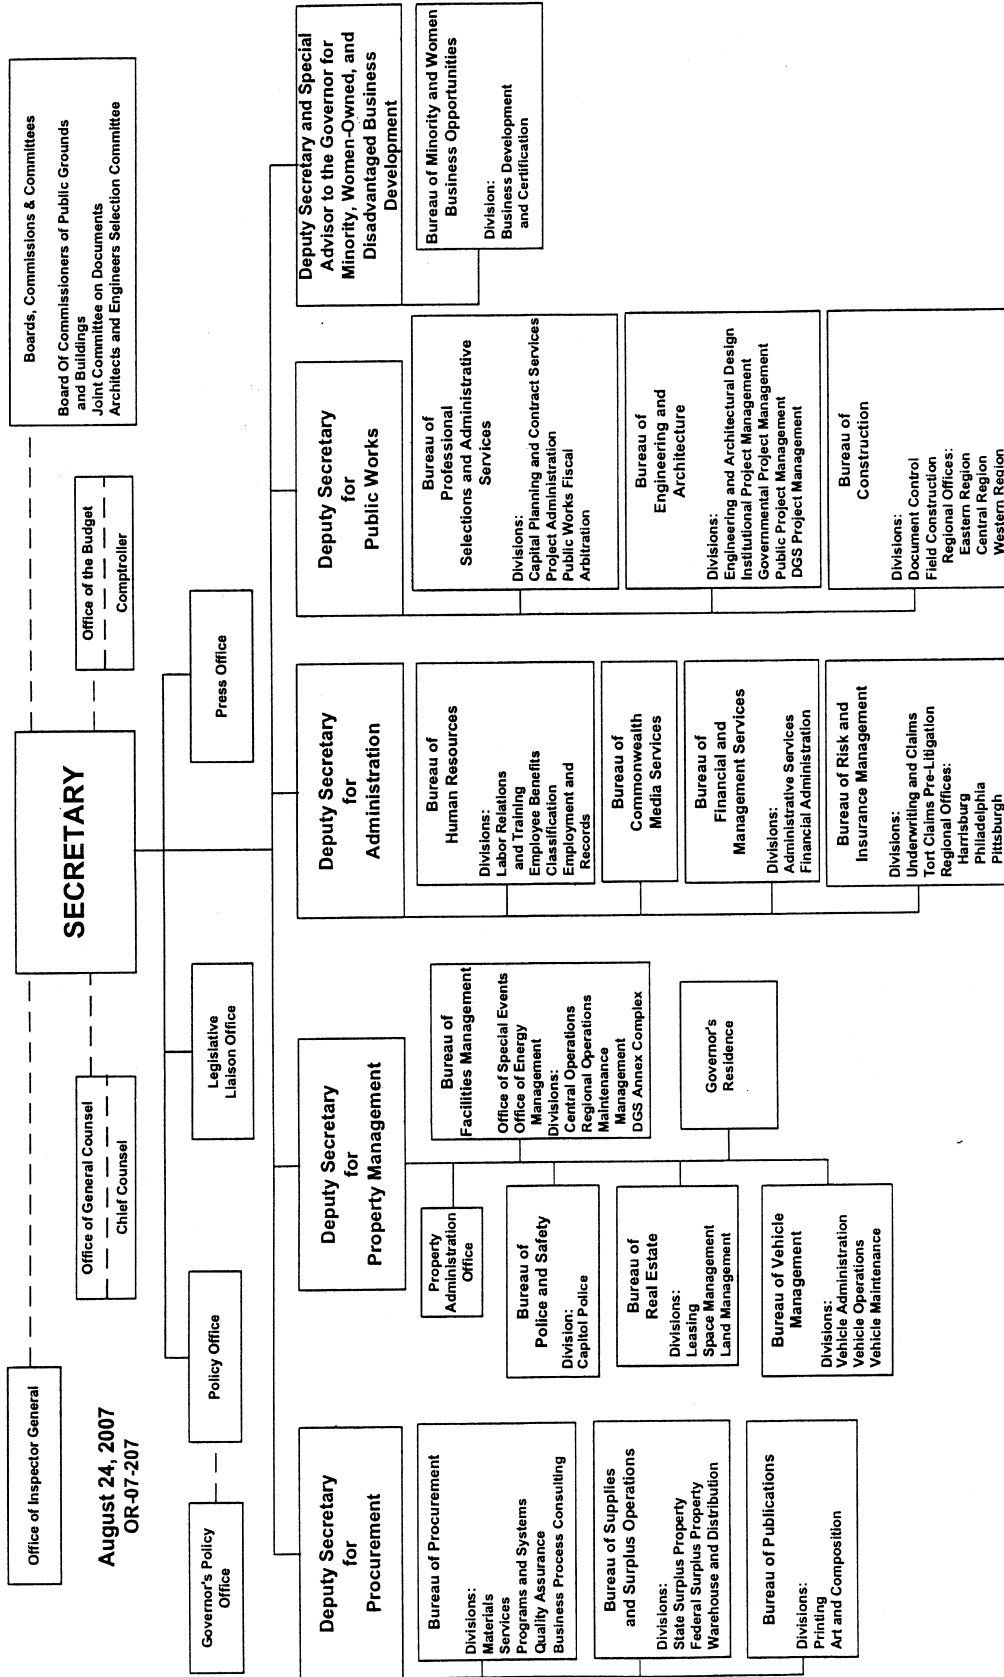 Office of Inspector General
SECRETARY
Boards, Commissions & Committees
Board Of Commissioners of Public Grounds
and Buildings
Joint Committee on Documents
Architects and Engineers Selection Committee
Office of General Counsel
Chief Counsel
Office of the Budget
Comptroller
August 24, 2007
OR-07-207
Governor's Policy
Office
Policy Office
Legislative
Liaison Office
Press Office
Deputy Secretary
for
Procurement
Bureau of Procurement
Divisions:
Materials
Services
Programs and Systems
Quality Assurance
Business Process Consulting
Bureau of Supplies
and Surplus Operations
Divisions:
State Surplus Property
Federal Surplus Property
Warehouse and Distribution
Bureau of Publications
Divisions:
Printing
Art and Composition
Deputy Secretary
for
Property Management
Property
Administration
Office
Bureau of
Facilities Management
Office of Special Events
Office of Energy
Management
Divisions:
Central Operations
Regional Operations
Maintenance
Management
DGS Annex Complex
Bureau of
Police and Safety
Division:
Capitol Police
Bureau of
Real Estate
Divisions:
Leasing
Space Management
Land Management
Governor's
Residence
Bureau of Vehicle
Management
Divisions:
Vehicle Administration
Vehicle Operations
Vehicle Maintenance
Deputy Secretary
for
Administration
Bureau of
Human Resources
Divisions:
Labor Relations
and Training
Employee Benefits
Classification
Employment and
Records
Bureau of
Commonwealth
Media Services
Bureau of
Financial and
Management Services
Divisions:
Administrative Services
Financial Administration
Bureau of Risk and
Insurance Management
Divisions:
Underwriting and Claims
Tort Claims Pre-Litigation
Regional Offices:
Harrisburg
Philadelphia
Pittsburgh
Deputy Secretary
for
Public Works
Bureau of
Professional
Selections and Administrative
Services
Divisions:
Capital Planning and Contract Services
Project Administration
Public Works Fiscal
Arbitration
Bureau of
Engineering and
Architecture
Divisions:
Engineering and Architectural Design
Institutional Project Management
Governmental Project Management
Public Project Management
DGS Project Management
Bureau of
Construction
Divisions:
Document Control
Field Construction
Regional Offices:
Eastern Region
Central Region
Western Region
Deputy Secretary and Special
Advisor to the Governor for
Minority, Women-Owned, and
Disadvantaged Business
Development
Bureau of Minority and Women
Business Opportunities
Division:
Business Development
and Certification